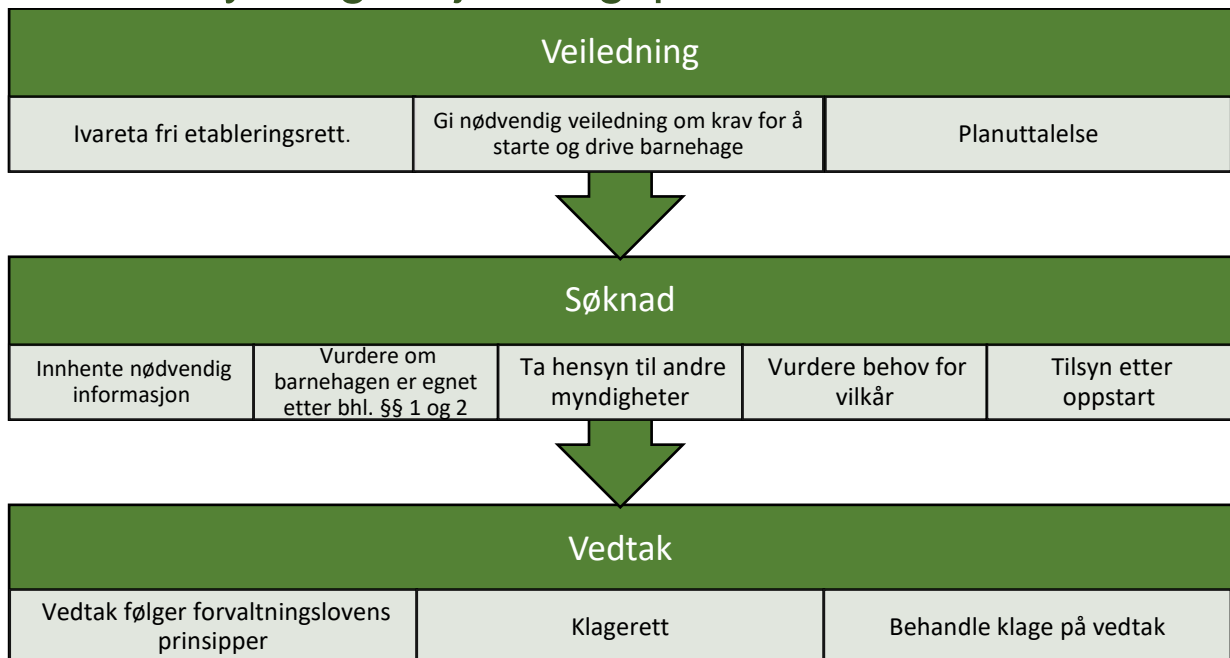 Veiledning
Ivareta fri etableringsrett.
Gi nødvendig veiledning om krav for å
starte og drive barnehage
Planuttalelse
Søknad
Innhente nødvendig
informasjon
Vurdere om
barnehagen er egnet
etter bhl. §§ 1 og 2
Ta hensyn til andre
myndigheter
Vurdere behov for
vilkår
Tilsyn etter
oppstart
Vedtak
Vedtak følger forvaltningslovens
prinsipper
Klagerett
Behandle klage på vedtak